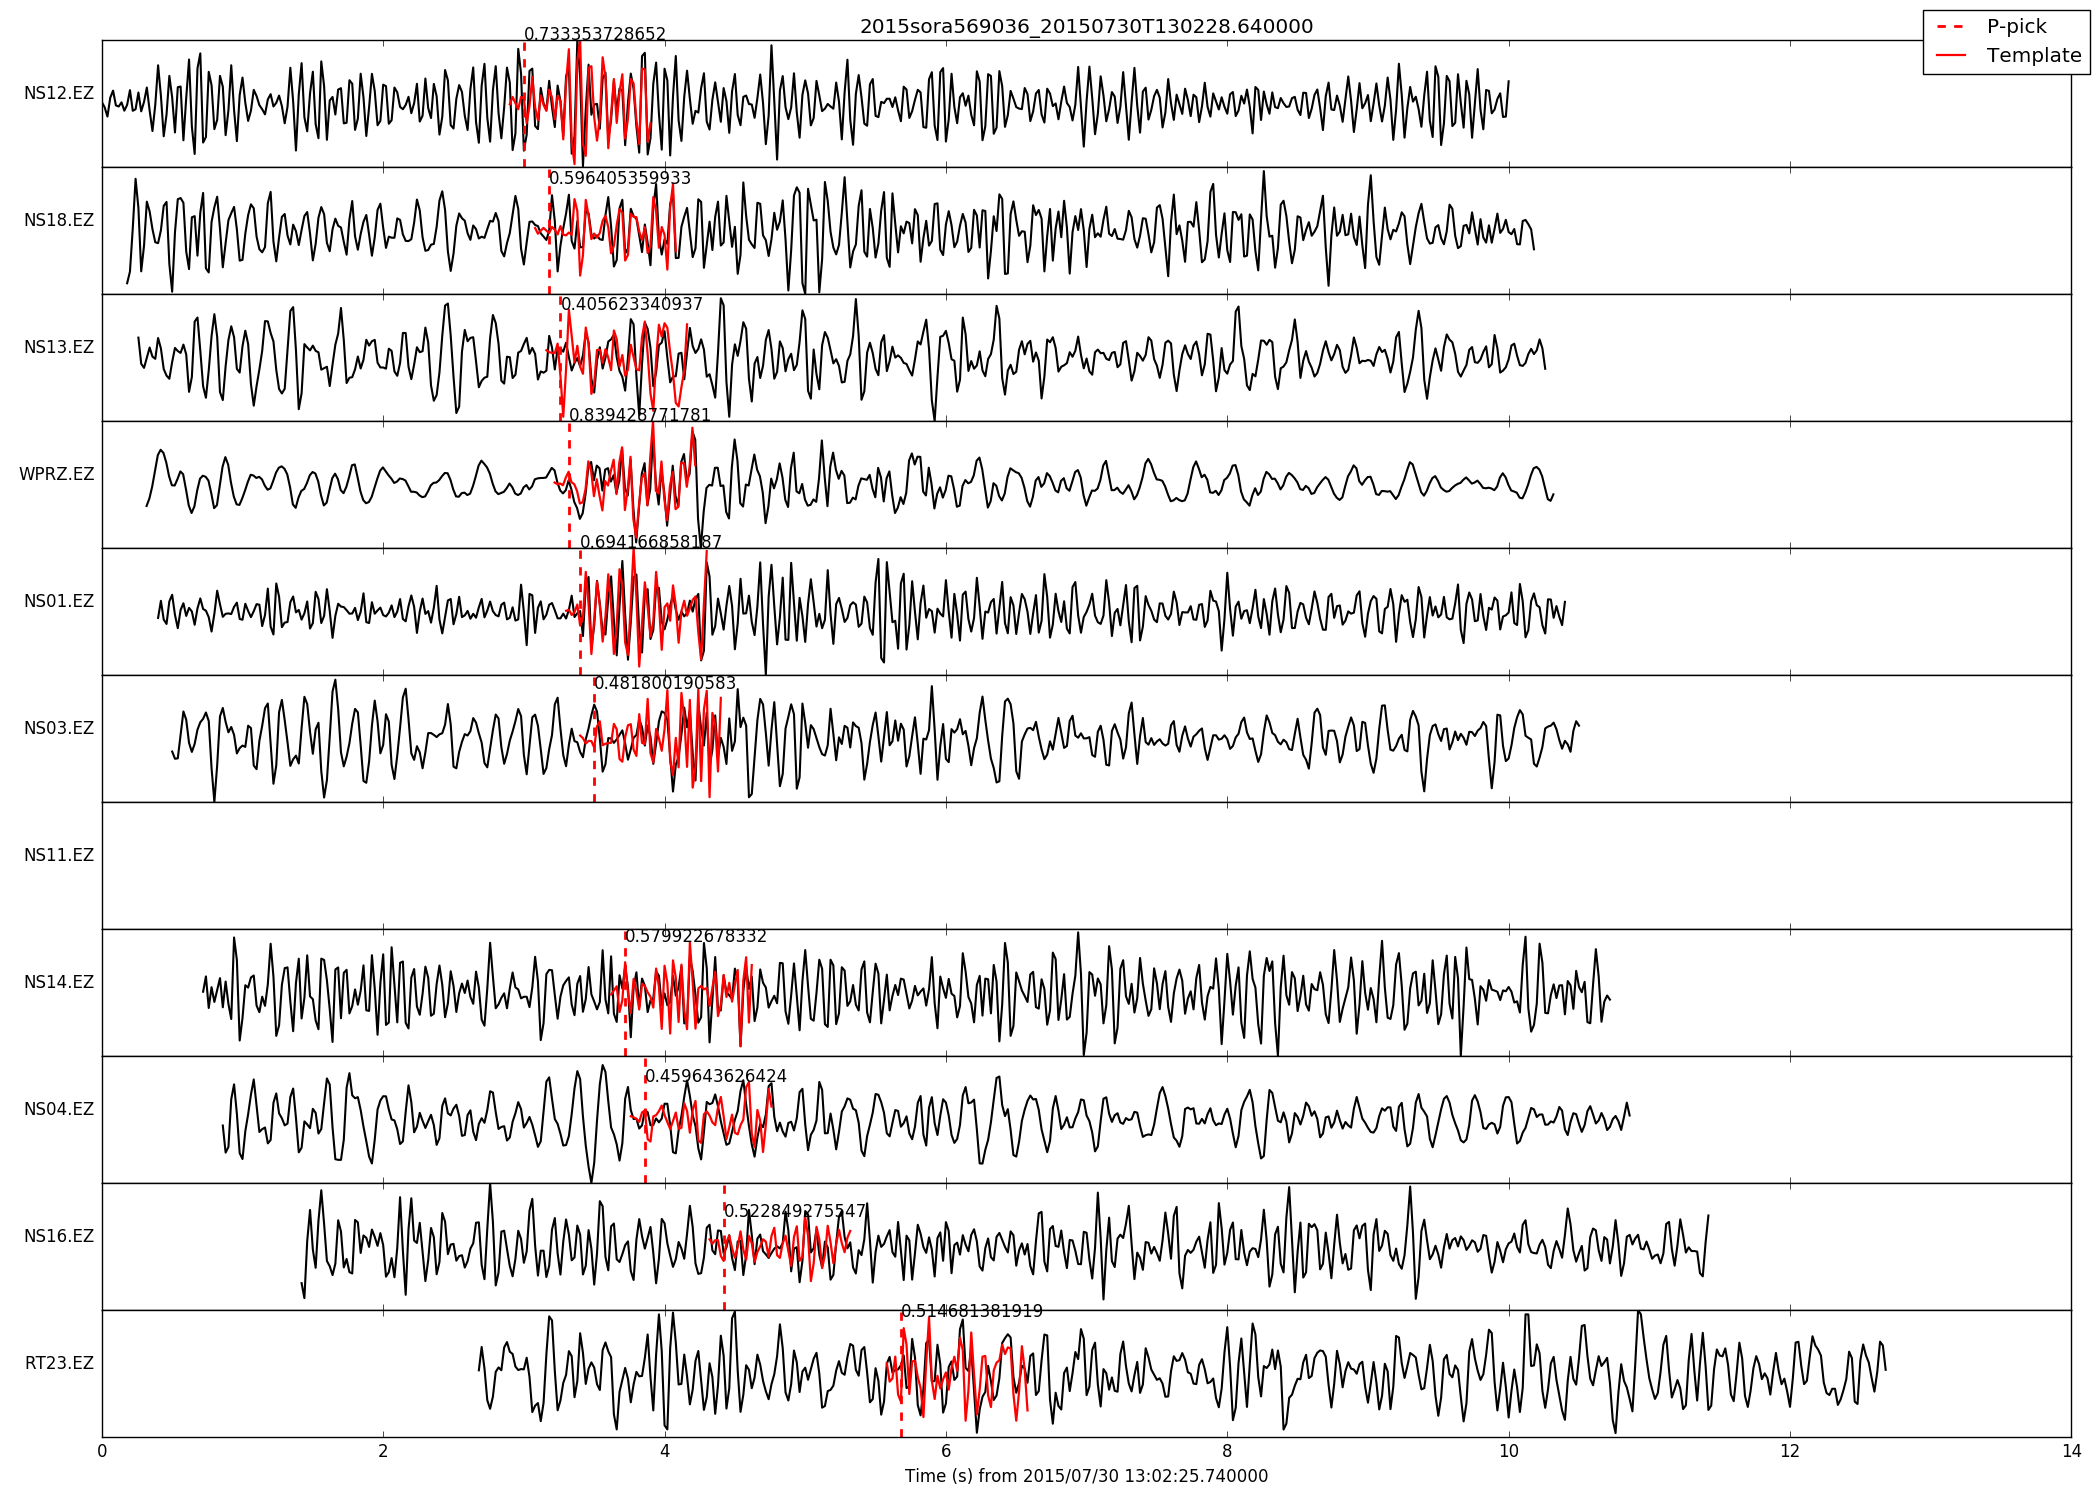 2015sora569036_20150730T130228.640000
P-pick
Template
0.733353728652
NS12.EZ
0.596405359933
NS18.EZ
0.405623340937
NS13.EZ
0.839428771781
WPRZ.EZ
0.694166858187
NS01.EZ
0.481800190583
NS03.EZ
NS11.EZ
0.579922678332
NS14.EZ
0.459643626424
NS04.EZ
0.522849275547
NS16.EZ
0.514681381919
RT23.EZ
0 2 4 6 8 10 12 14
Time (s) from 2015/07/30 13:02:25.740000